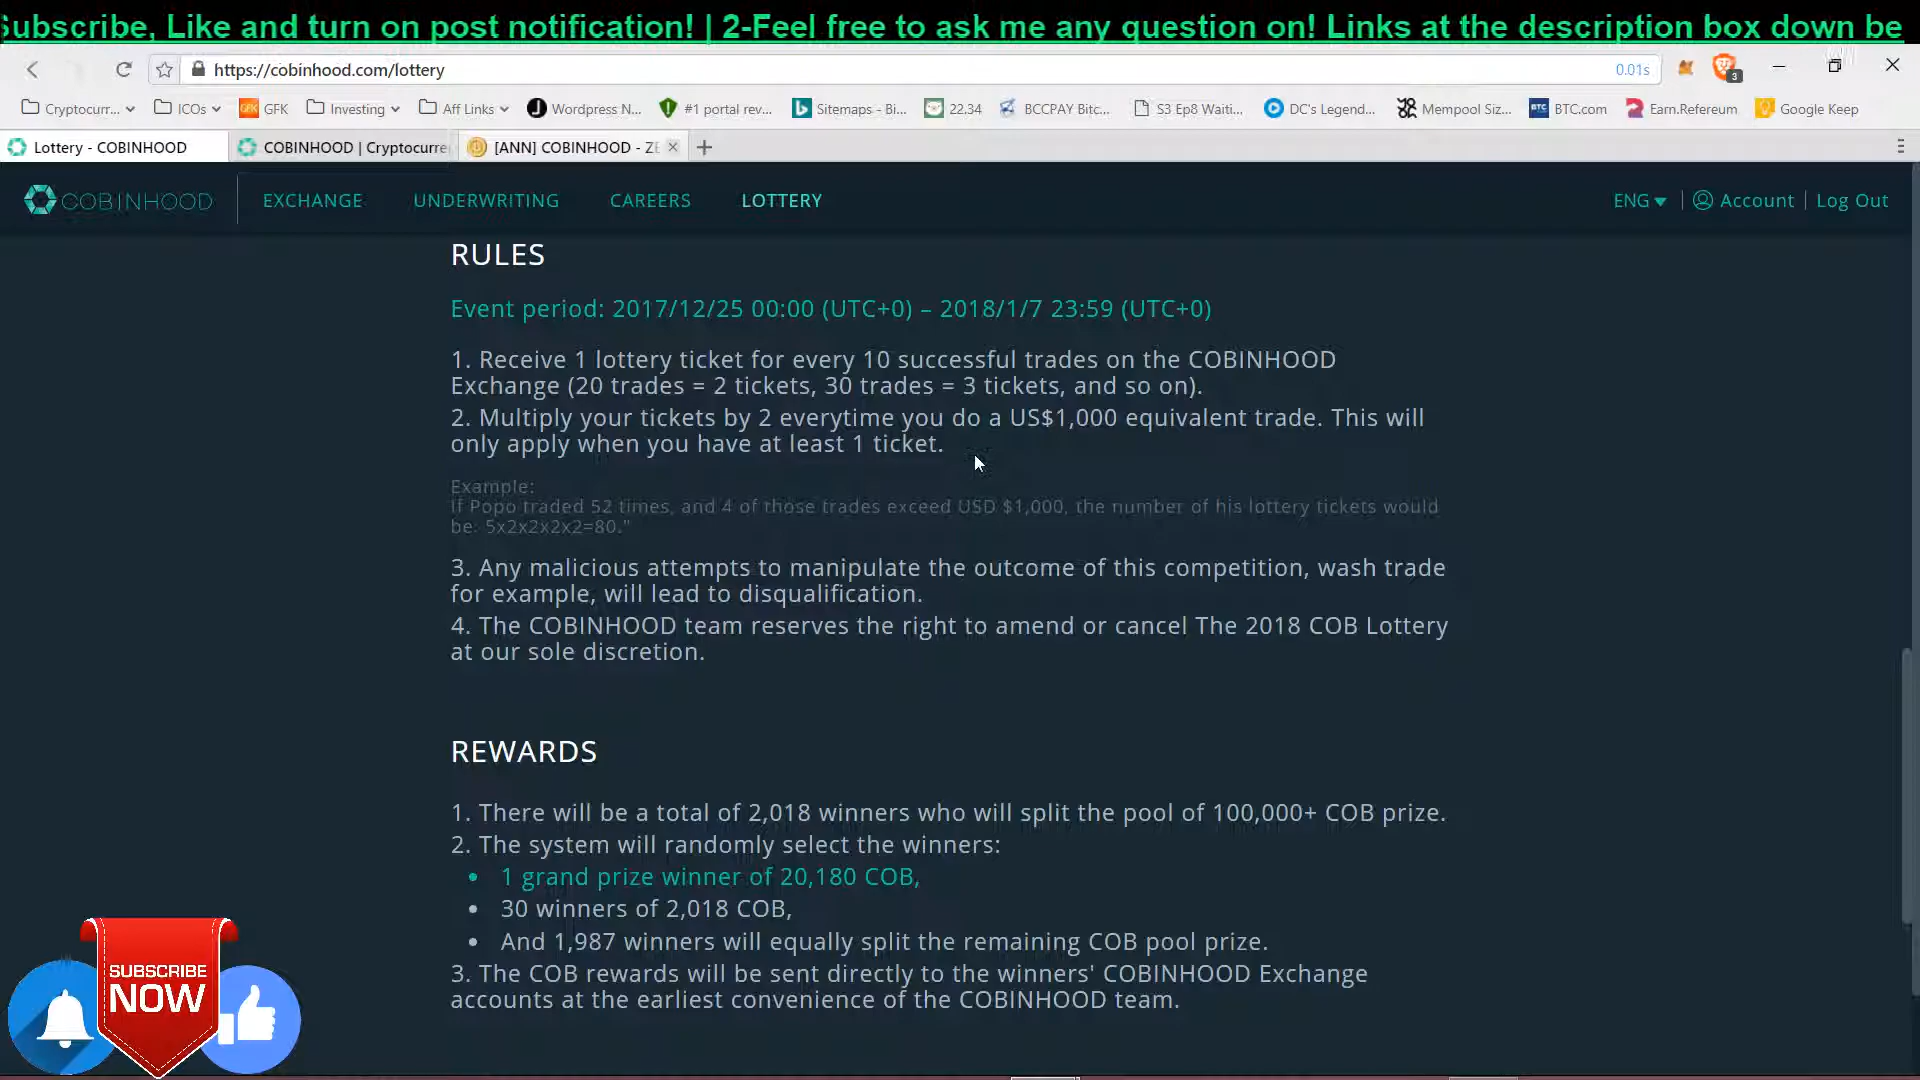 Subscribe, Like and turn on post notification! | 2-Feel free to ask me any question on! Links at the description box down be
https://cobinhood.com/lottery
0.01s
3
Cryptocurr...
ICOs
GFK GFK
Investing
Aff Links
Wordpress N...
#1 portal rev...
Sitemaps - Bi...
22.34
BCCPAY Bitc...
S3 Ep8 Waiti...
DC's Legend...
Mempool Siz...
BTC BTC.com
Earn.Refereum
Google Keep
Lottery - COBINHOOD
COBINHOOD | Cryptocurre
[ANN] COBINHOOD - ZE
COBINHOOD
EXCHANGE
UNDERWRITING
CAREERS
LOTTERY
ENG
Account
Log Out
RULES
Event period: 2017/12/25 00:00 (UTC+0) – 2018/1/7 23:59 (UTC+0)
1. Receive 1 lottery ticket for every 10 successful trades on the COBINHOOD
Exchange (20 trades = 2 tickets, 30 trades = 3 tickets, and so on).
2. Multiply your tickets by 2 everytime you do a US$1,000 equivalent trade. This will
only apply when you have at least 1 ticket.
Example:
If Popo traded 52 times, and 4 of those trades exceed USD $1,000, the number of his lottery tickets would
be: 5x2x2x2x2=80."
3. Any malicious attempts to manipulate the outcome of this competition, wash trade
for example, will lead to disqualification.
4. The COBINHOOD team reserves the right to amend or cancel The 2018 COB Lottery
at our sole discretion.
REWARDS
1. There will be a total of 2,018 winners who will split the pool of 100,000+ COB prize.
2. The system will randomly select the winners:
• 1 grand prize winner of 20,180 COB,
• 30 winners of 2,018 COB,
• And 1,987 winners will equally split the remaining COB pool prize.
3. The COB rewards will be sent directly to the winners' COBINHOOD Exchange
accounts at the earliest convenience of the COBINHOOD team.
SUBSCRIBE
NOW